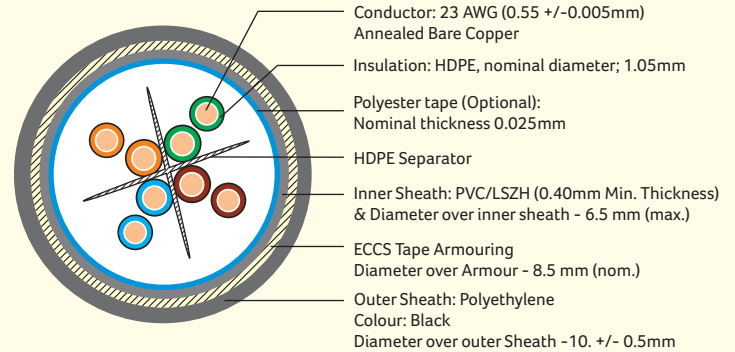 Conductor: 23 AWG (0.55 +/-0.005mm)
Annealed Bare Copper
Insulation: HDPE, nominal diameter; 1.05mm
Polyester tape (Optional):
Nominal thickness 0.025mm
HDPE Separator
Inner Sheath: PVC/LSZH (0.40mm Min. Thickness)
& Diameter over inner sheath - 6.5 mm (max.)
ECCS Tape Armouring
Diameter over Armour - 8.5 mm (nom.)
Outer Sheath: Polyethylene
Colour: Black
Diameter over outer Sheath -10. +/- 0.5mm